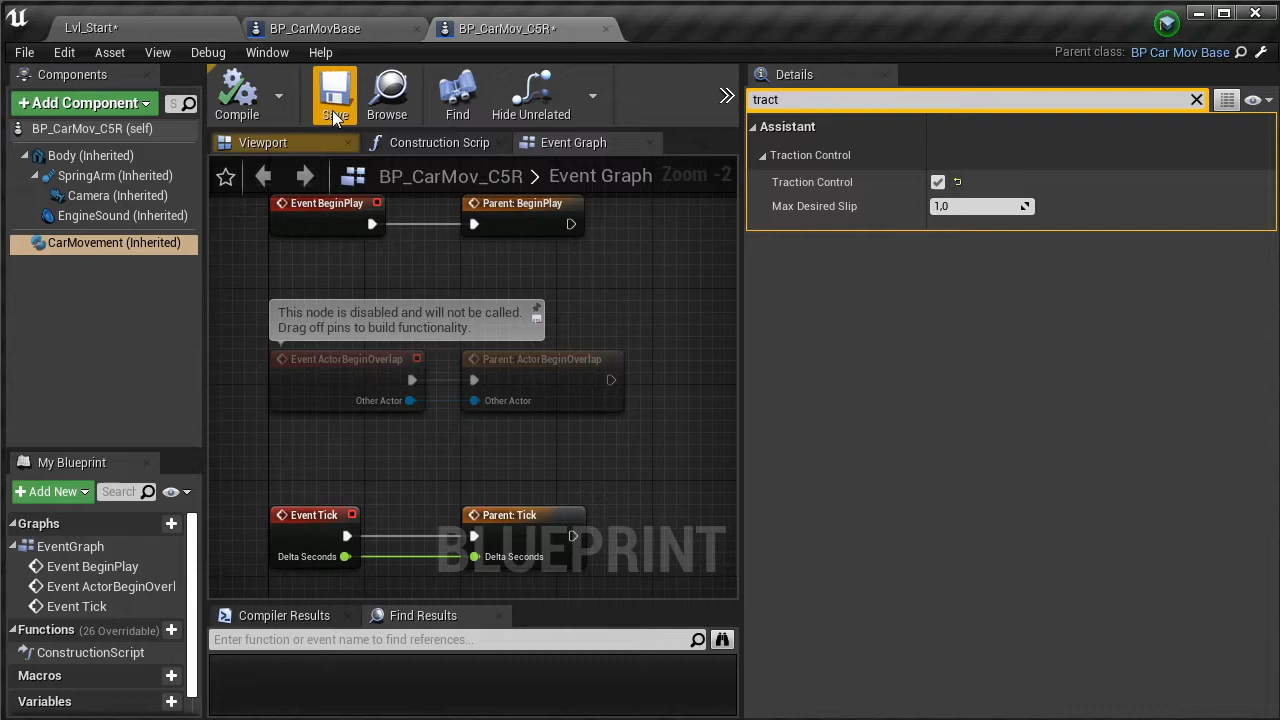 Lvl_Start*
BP_CarMovBase
BP_CarMov_C5R*
File
Edit
Asset
View
Debug
Window
Help
Parent class:
BP Car Mov Base
Components
+ Add Component
S
BP_CarMov_C5R (self)
Body (Inherited)
SpringArm (Inherited)
Camera (Inherited)
EngineSound (Inherited)
CarMovement (Inherited)
My Blueprint
+ Add New
Search
Graphs
EventGraph
Event BeginPlay
Event ActorBeginOverl
Event Tick
Functions (26 Overridable)
ConstructionScript
Macros
Variables
Compile
Save
Browse
Find
Hide Unrelated
Viewport
Construction Scrip
Event Graph
BP_CarMov_C5R > Event Graph
Zoom -2
Event BeginPlay
Parent: BeginPlay
This node is disabled and will not be called.
Drag off pins to build functionality.
Event ActorBeginOverlap
Parent: ActorBeginOverlap
Other Actor
Other Actor
Event Tick
Parent: Tick
Delta Seconds
Delta Seconds
BLUEPRINT
Compiler Results
Find Results
Enter function or event name to find references...
Details
tract
Assistant
Traction Control
Traction Control
Max Desired Slip
1,0